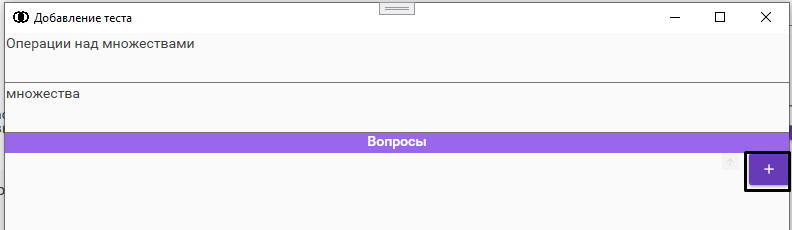 Добавление теста
Операции над множествами
множества
Вопросы